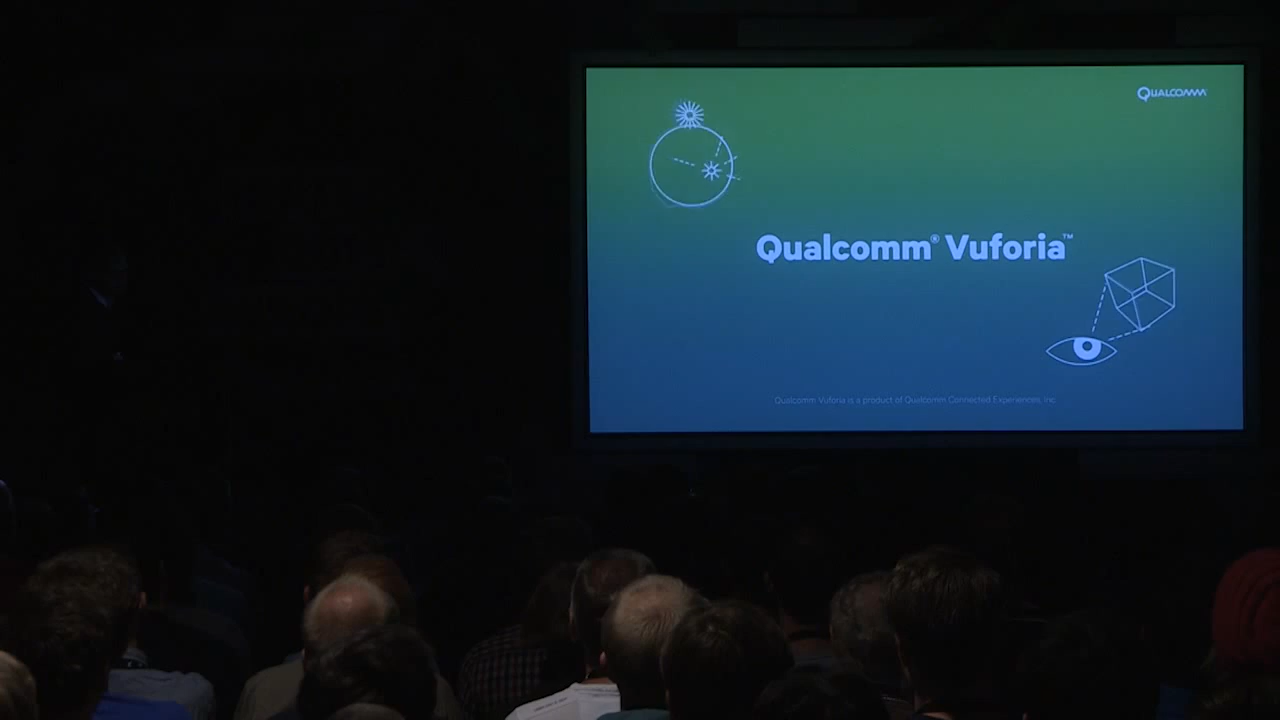 QUALCOMM
Qualcomm® Vuforia™
Qualcomm Vuforia is a product of Qualcomm Connected Experiences, Inc.